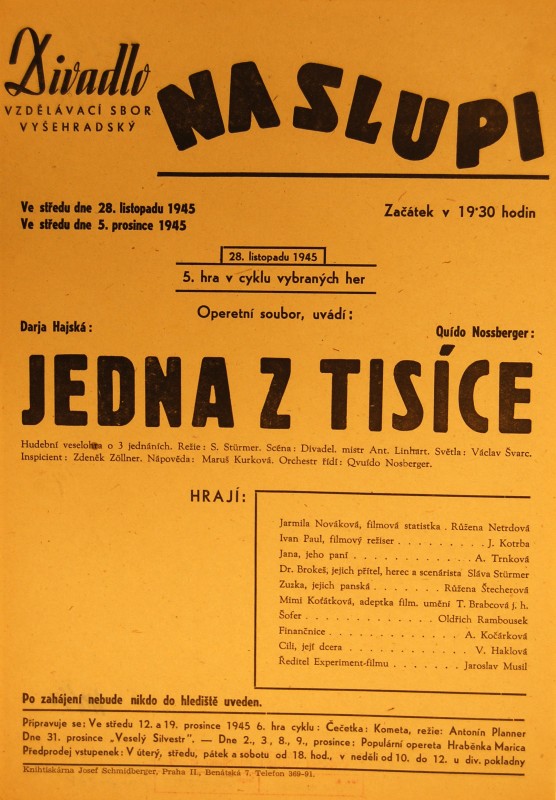 Divadlo
VZDĚLÁVACÍ SBOR
VYŠEHRADSKÝ
NA SLUPI
Ve středu dne 28. listopadu 1945
Ve středu dne 5. prosince 1945
Začátek v 19·30 hodin
28. listopadu 1945
5. hra v cyklu vybraných her
Operetní soubor, uvádí:
Darja Hajská:
Quído Nossberger:
JEDNA Z TISÍCE
Hudební veselohra o 3 jednáních. Režie: S. Stürmer. Scéna: Divadel. mistr Ant. Linhart. Světla: Václav Švarc.
Inspicient: Zdeněk Zöllner. Nápověda: Maruš Kurková. Orchestr řídí: Qvuído Nosberger.
HRAJÍ:
Jarmila Nováková, filmová statistka . Růžena Netrdová
Ivan Paul, filmový režiser . . . . . . . . . J. Kotrba
Jana, jeho paní . . . . . . . . . . . . A. Trnková
Dr. Brokeš, jejich přítel, herec a scenárista Sláva Stürmer
Zuzka, jejich panská . . . . . . . Růžena Štecherová
Mimi Kořátková, adeptka film. umění T. Brabcová j. h.
Šofer . . . . . . . . . . . . Oldřich Rambousek
Finančnice . . . . . . . . . . . . A. Kočárková
Cili, její dcera . . . . . . . . . . . V. Haklová
Ředitel Experiment-filmu . . . . . . . Jaroslav Musil
Po zahájení nebude nikdo do hlediště uveden.
Připravuje se: Ve středu 12. a 19. prosince 1945 6. hra cyklu: Čečetka: Kometa, režie: Antonín Planner
Dne 31. prosince „Veselý Silvestr". — Dne 2., 3., 8., 9., prosince: Populární opereta Hraběnka Marica
Předprodej vstupenek: V úterý, středu, pátek a sobotu od 18. hod., v neděli od 10. do 12. u div. pokladny
Knihtiskárna Josef Schmidberger, Praha II., Benátská 7. Telefon 369-91.